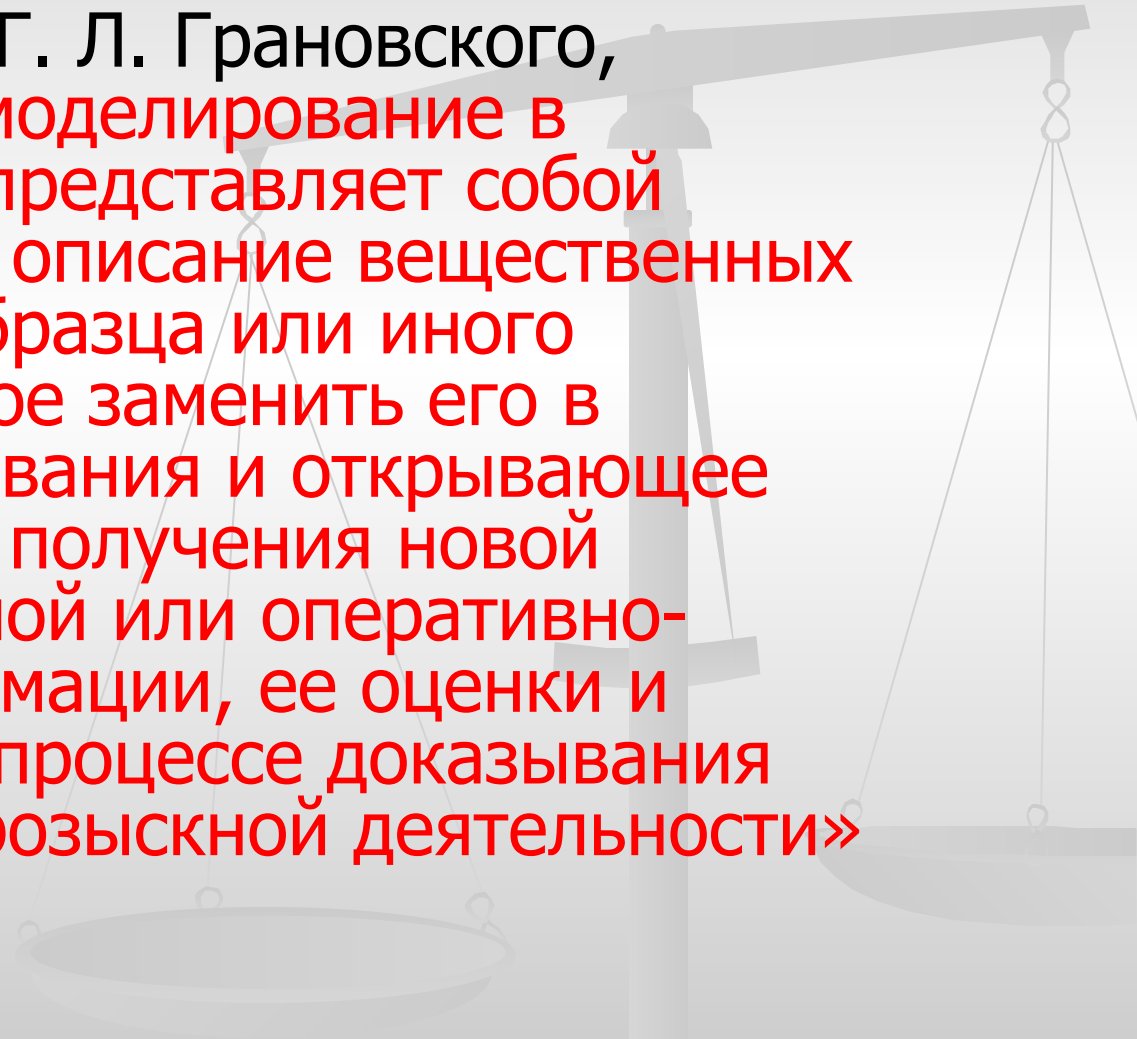 Г. Л. Грановского,
моделирование в
представляет собой
описание вещественных
бразца или иного
ое заменить его в
вания и открывающее
получения новой
ной или оперативно-
мации, ее оценки и
процессе доказывания
розыскной деятельности»